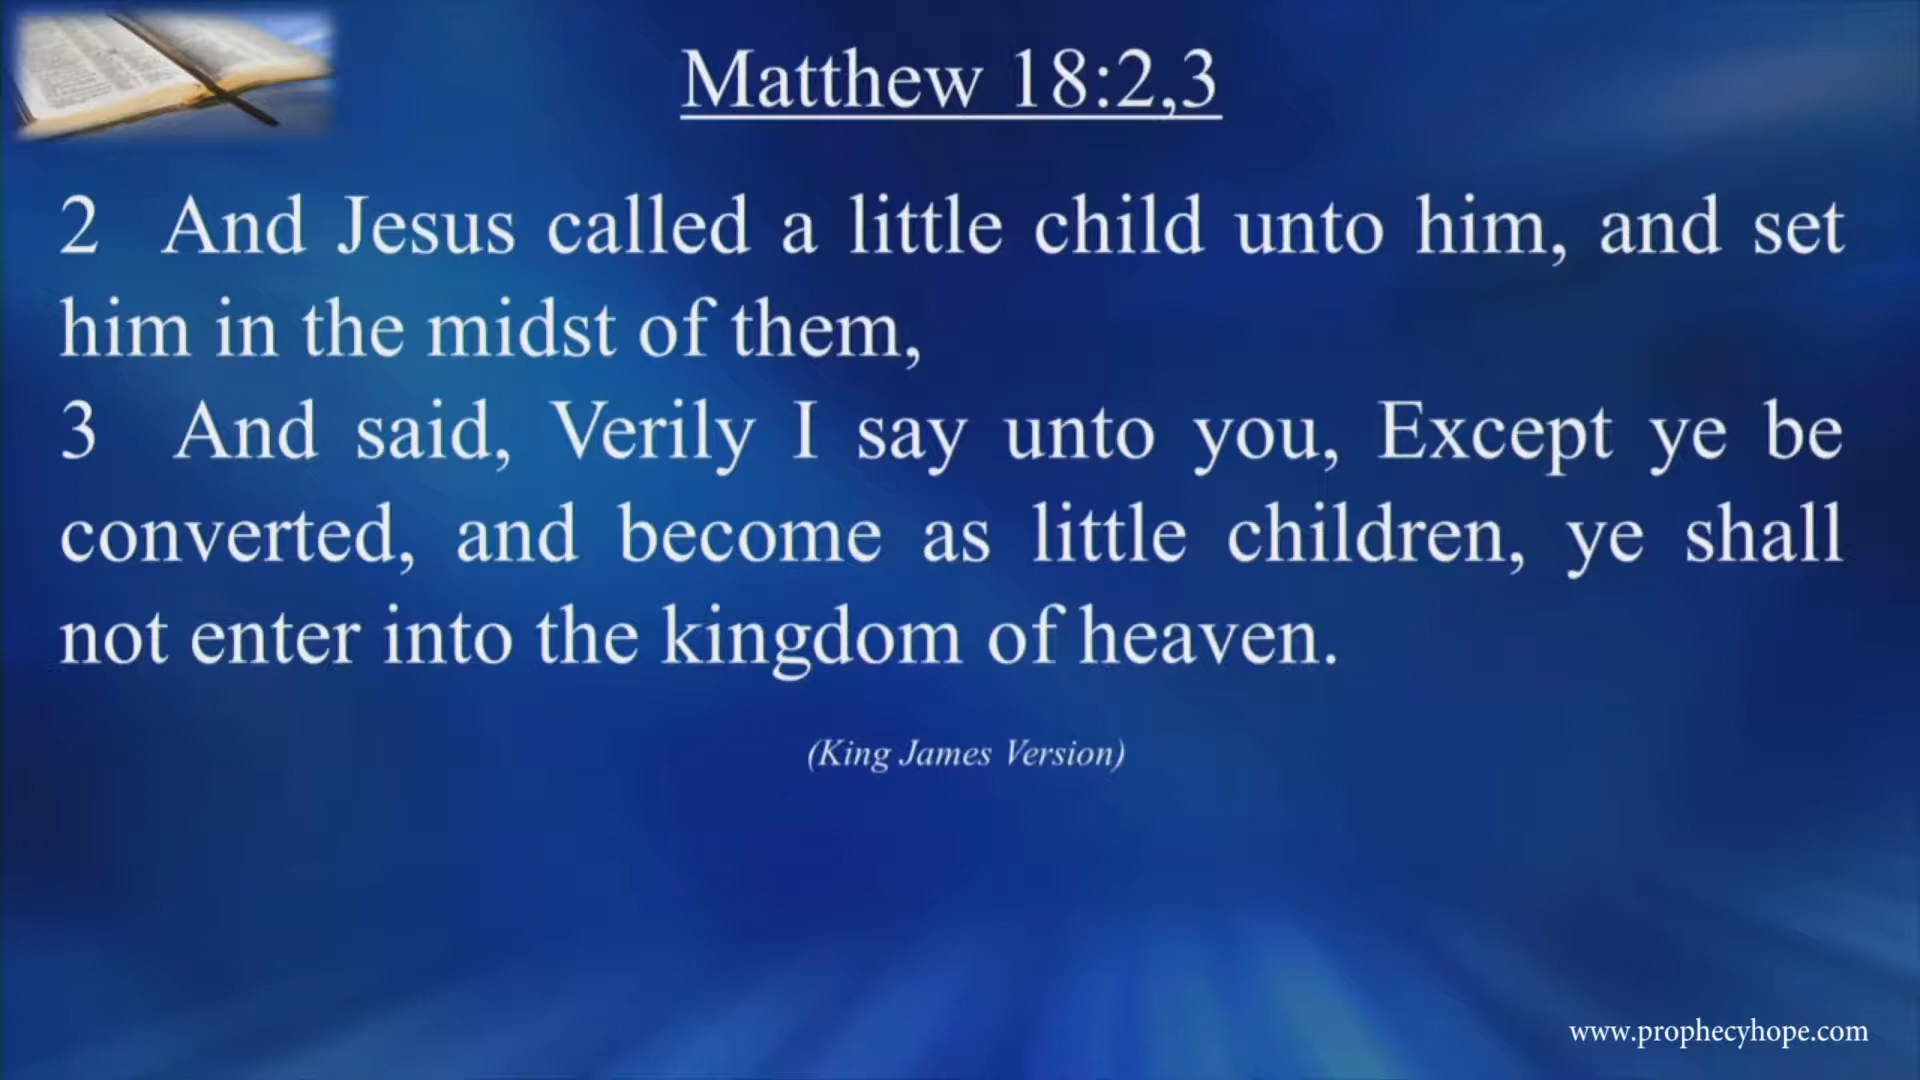 Matthew 18:2,3
2 And Jesus called a little child unto him, and set
him in the midst of them,
3 And said, Verily I say unto you, Except ye be
converted, and become as little children, ye shall
not enter into the kingdom of heaven.
(King James Version)
www.prophecyhope.com